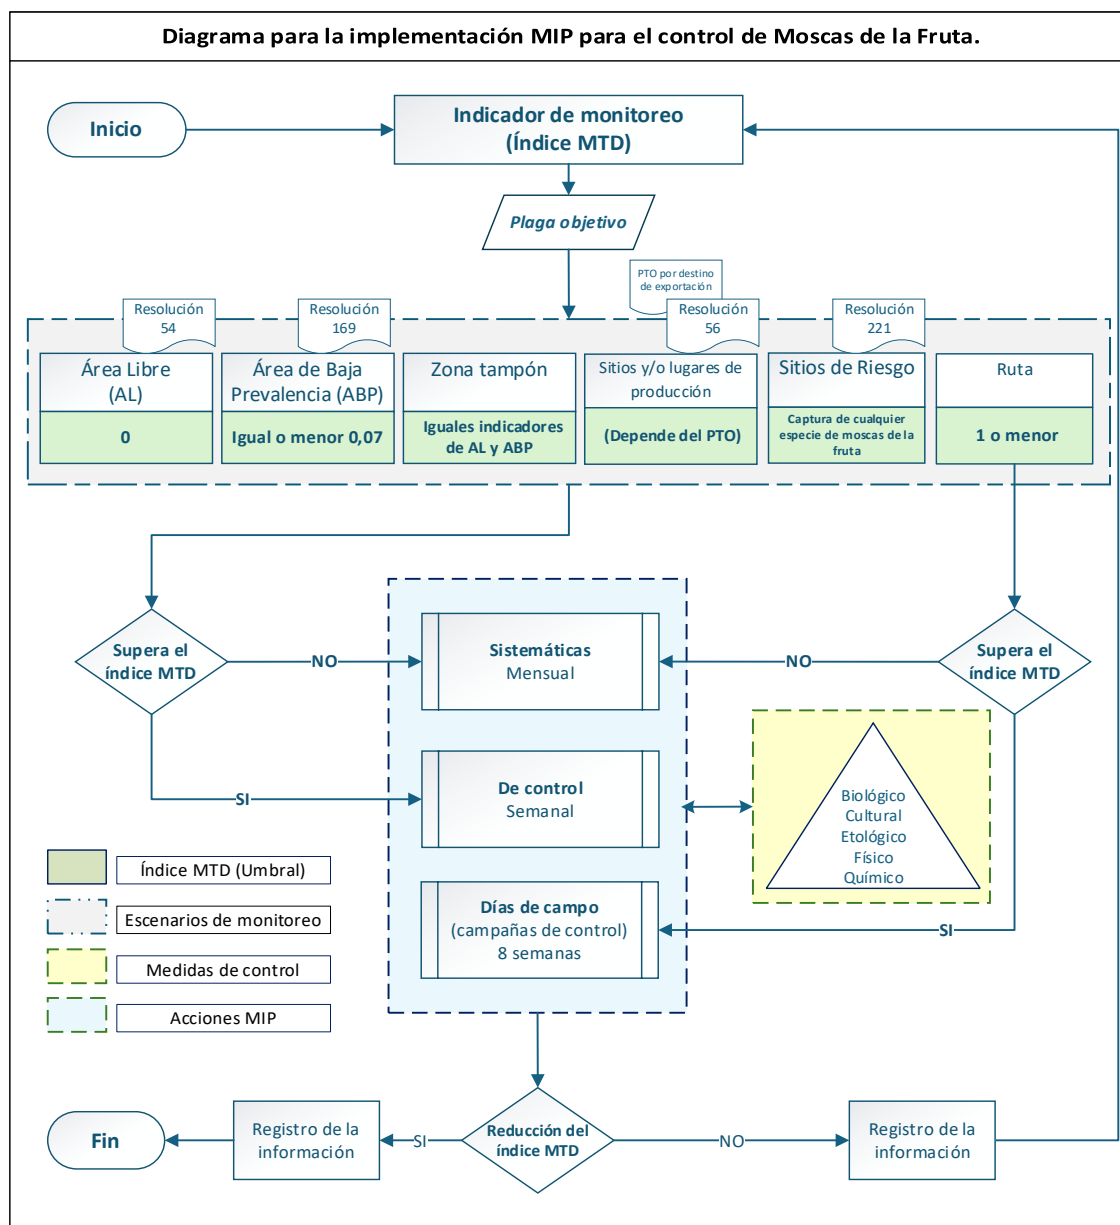 Diagrama para la implementación MIP para el control de Moscas de la Fruta.
Inicio
Indicador de monitoreo
(Índice MTD)
Plaga objetivo
PTO por destino
de exportación
Resolución
54
Resolución
169
Resolución
56
Resolución
221
Área Libre
(AL)
0
Área de Baja
Prevalencia (ABP)
Igual o menor 0,07
Zona tampón
Iguales indicadores
de AL y ABP
Sitios y/o lugares de
producción
(Depende del PTO)
Sitios de Riesgo
Captura de cualquier
especie de moscas de la
fruta
Ruta
1 o menor
Supera el
índice MTD
NO
Sistemáticas
Mensual
NO
Supera el
índice MTD
SI
De control
Semanal
Biológico
Cultural
Etológico
Físico
Químico
Días de campo
(campañas de control)
8 semanas
SI
Índice MTD (Umbral)
Escenarios de monitoreo
Medidas de control
Acciones MIP
Fin
Registro de la
información
SI
Reducción del
índice MTD
NO
Registro de la
información